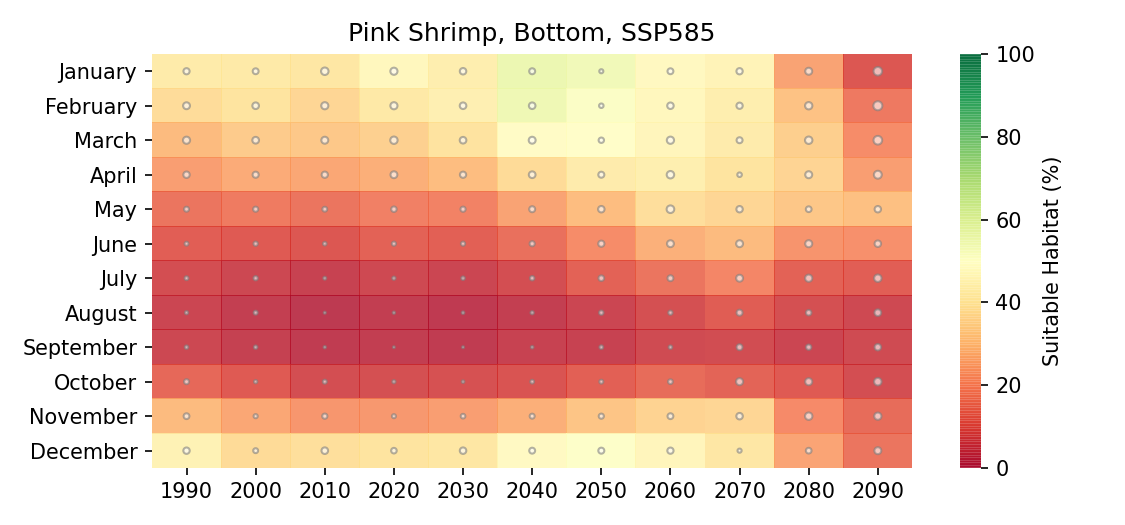 Pink Shrimp, Bottom, SSP585
January
February
March
April
May
June
July
August
September
October
November
December
1990 2000 2010 2020 2030 2040 2050 2060 2070 2080 2090
100
80
60
40
20
0
Suitable Habitat (%)